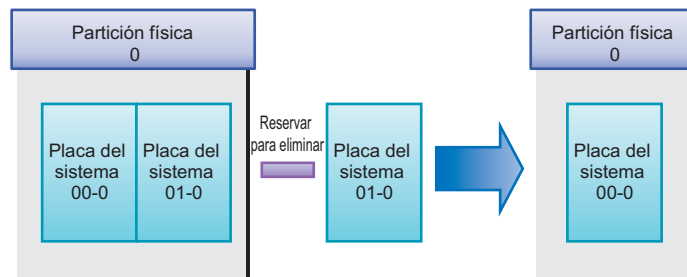 Partición física
0
Placa del
sistema
00-0
Placa del
sistema
01-0
Reservar
para eliminar
Placa del
sistema
01-0
Partición física
0
Placa del
sistema
00-0